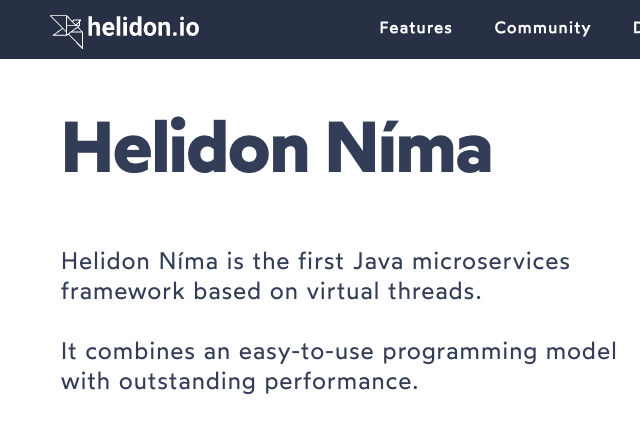 helidon.io
Features
Community
Helidon Níma
Helidon Níma is the first Java microservices
framework based on virtual threads.
It combines an easy-to-use programming model
with outstanding performance.